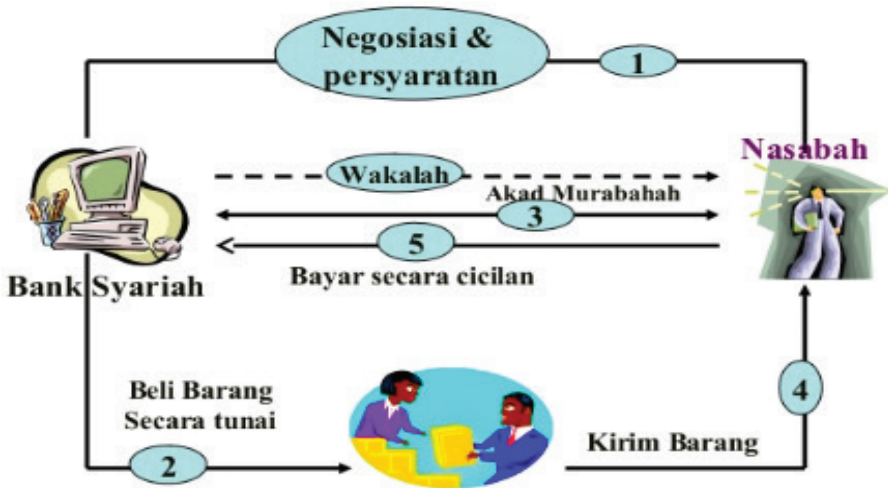 Negosiasi &
persyaratan
1
Nasabah
Wakalah
Akad Murabahah
3
5
Bayar secara cicilan
Bank Syariah
Beli Barang
Secara tunai
2
Kirim Barang
4